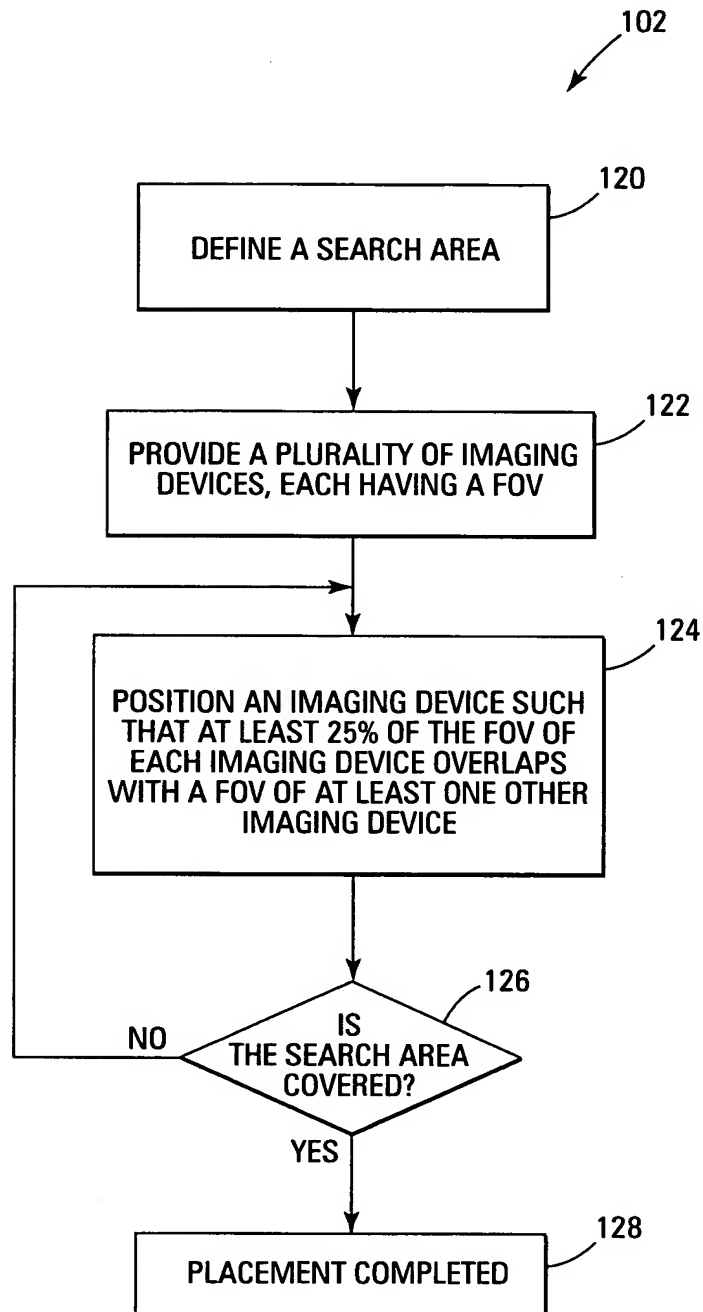 102
120
DEFINE A SEARCH AREA
122
PROVIDE A PLURALITY OF IMAGING
DEVICES, EACH HAVING A FOV
124
POSITION AN IMAGING DEVICE SUCH
THAT AT LEAST 25% OF THE FOV OF
EACH IMAGING DEVICE OVERLAPS
WITH A FOV OF AT LEAST ONE OTHER
IMAGING DEVICE
126
IS
THE SEARCH AREA
COVERED?
NO
YES
128
PLACEMENT COMPLETED